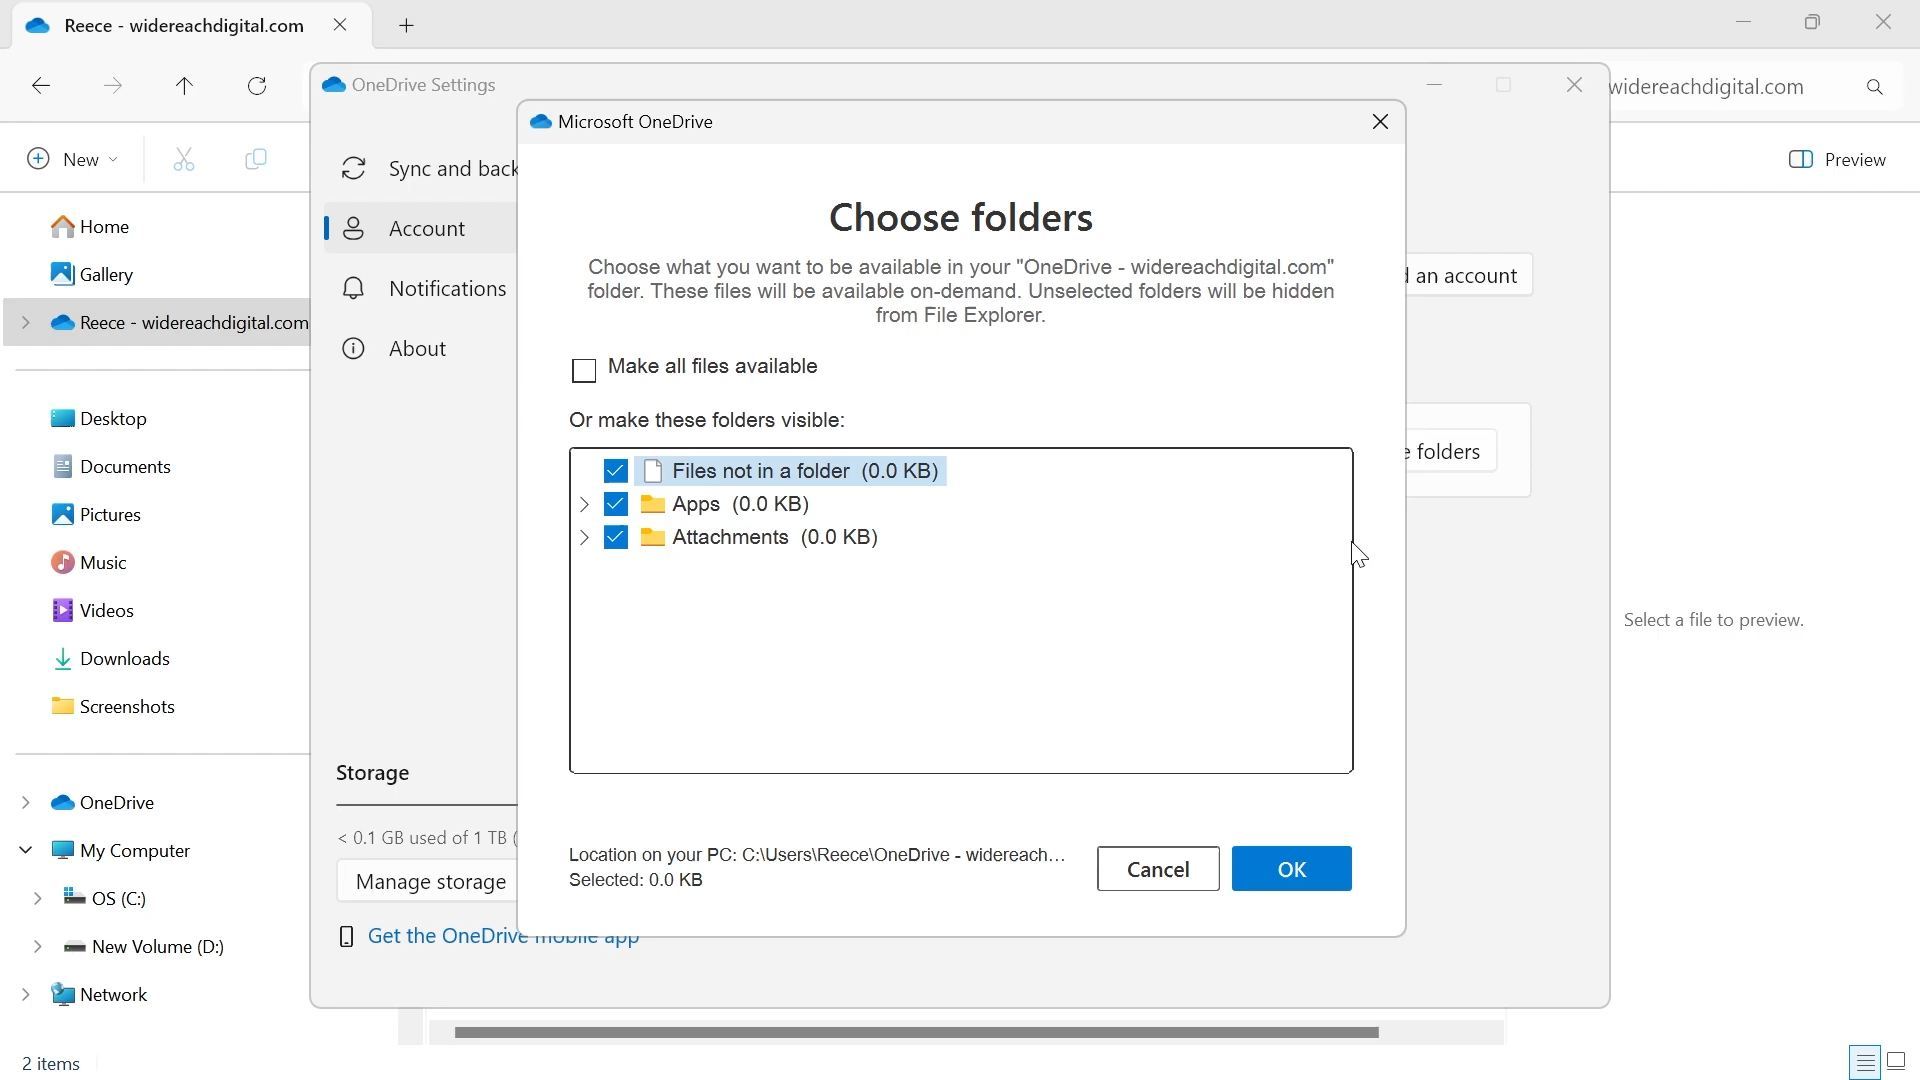 Reece - widereachdigital.com
OneDrive Settings
widereachdigital.com
Microsoft OneDrive
New
Sync and back
Preview
Home
Gallery
Reece - widereachdigital.com
Desktop
Documents
Pictures
Music
Videos
Downloads
Screenshots
OneDrive
My Computer
OS (C:)
New Volume (D:)
Network
2 items
Account
Notifications
About
Storage
< 0.1 GB used of 1 TB (
Manage storage
Get the OneDrive mobile app
Choose folders
Choose what you want to be available in your "OneDrive - widereachdigital.com"
folder. These files will be available on-demand. Unselected folders will be hidden
from File Explorer.
Make all files available
Or make these folders visible:
Files not in a folder (0.0 KB)
Apps (0.0 KB)
Attachments (0.0 KB)
Location on your PC: C:\Users\Reece\OneDrive - widereach...
Selected: 0.0 KB
Cancel
OK
an account
folders
Select a file to preview.